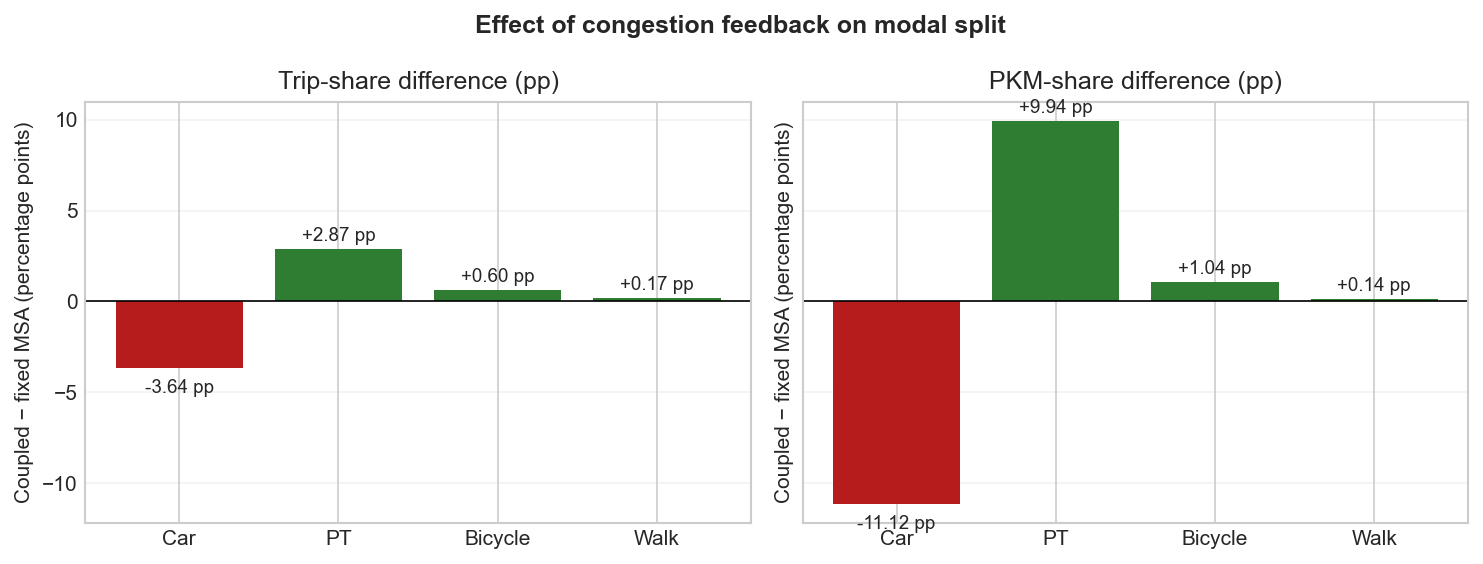 Effect of congestion feedback on modal split
Trip-share difference (pp)
Coupled − fixed MSA (percentage points)
10
5
0
−5
−10
-3.64 pp
+2.87 pp
+0.60 pp
+0.17 pp
Car
PT
Bicycle
Walk
PKM-share difference (pp)
Coupled − fixed MSA (percentage points)
-11.12 pp
+9.94 pp
+1.04 pp
+0.14 pp
Car
PT
Bicycle
Walk